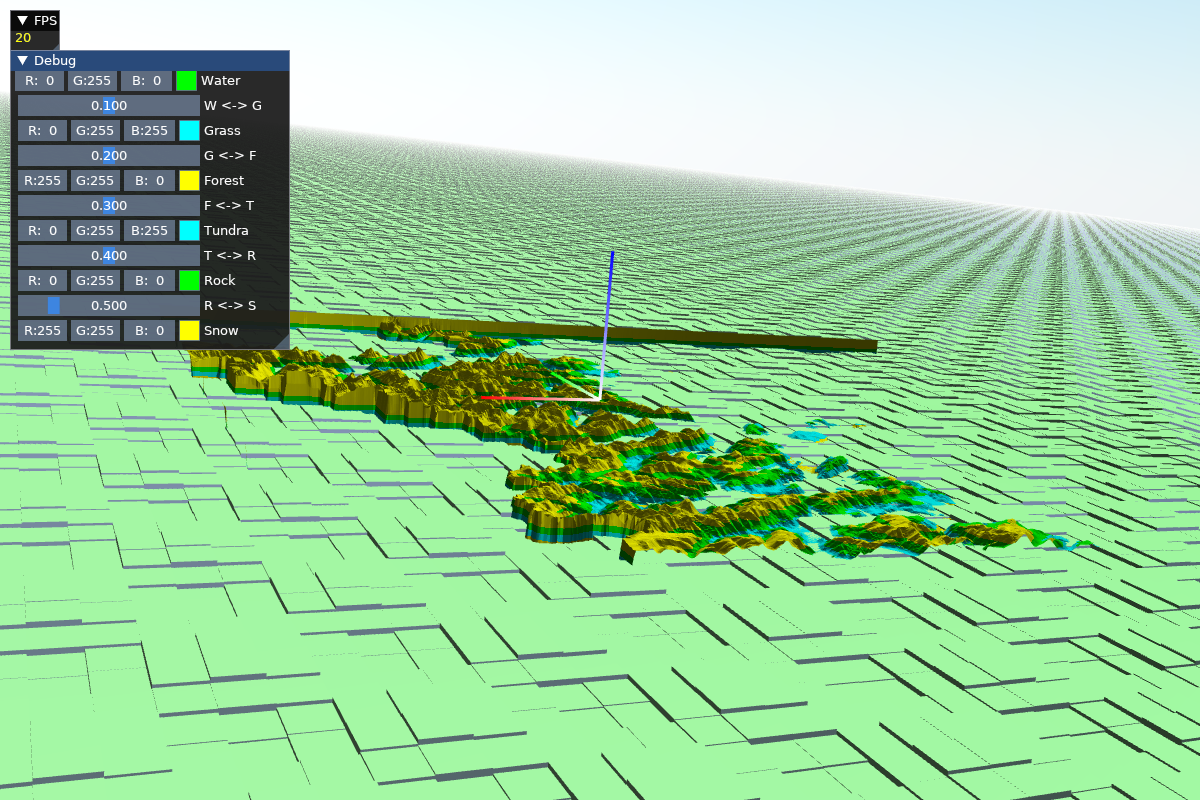 ▼ FPS
20
▼ Debug
R: 0 G:255 B: 0 Water
0.100 W <-> G
R: 0 G:255 B:255 Grass
0.200 G <-> F
R:255 G:255 B: 0 Forest
0.300 F <-> T
R: 0 G:255 B:255 Tundra
0.400 T <-> R
R: 0 G:255 B: 0 Rock
0.500 R <-> S
R:255 G:255 B: 0 Snow